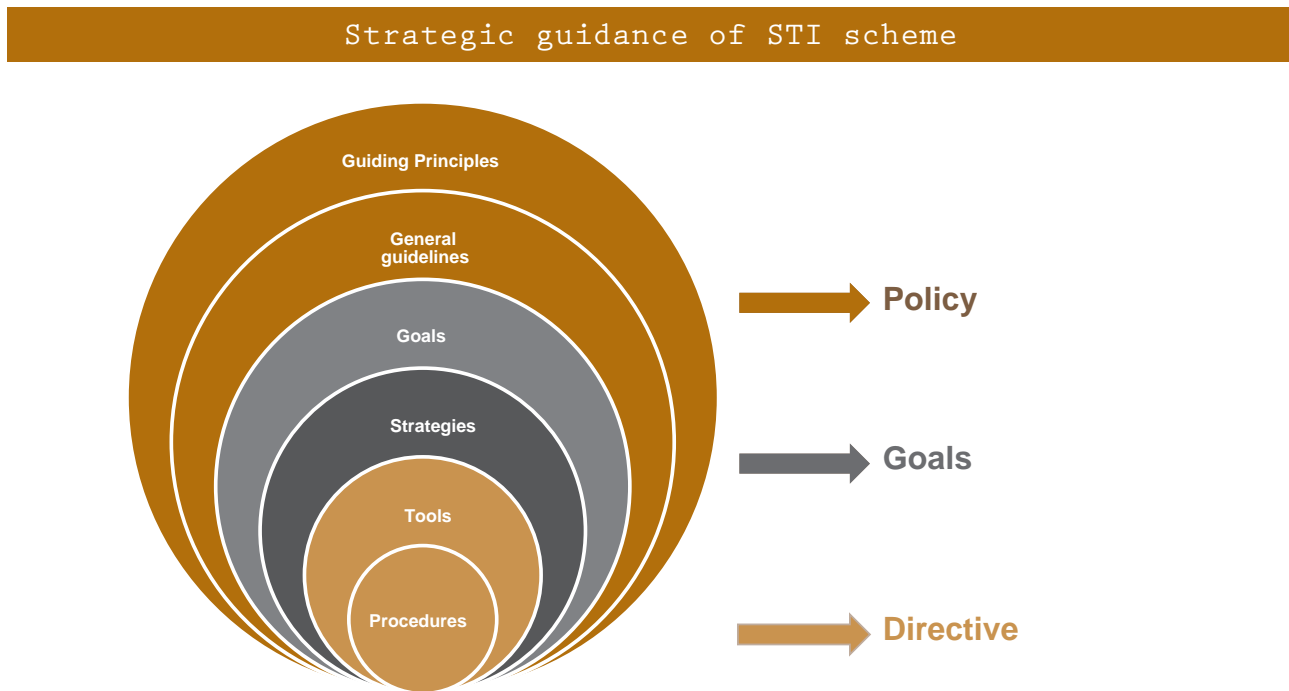 Strategic guidance of STI scheme
Guiding Principles
General
guidelines
Goals
Strategies
Tools
Procedures
Policy
Goals
Directive